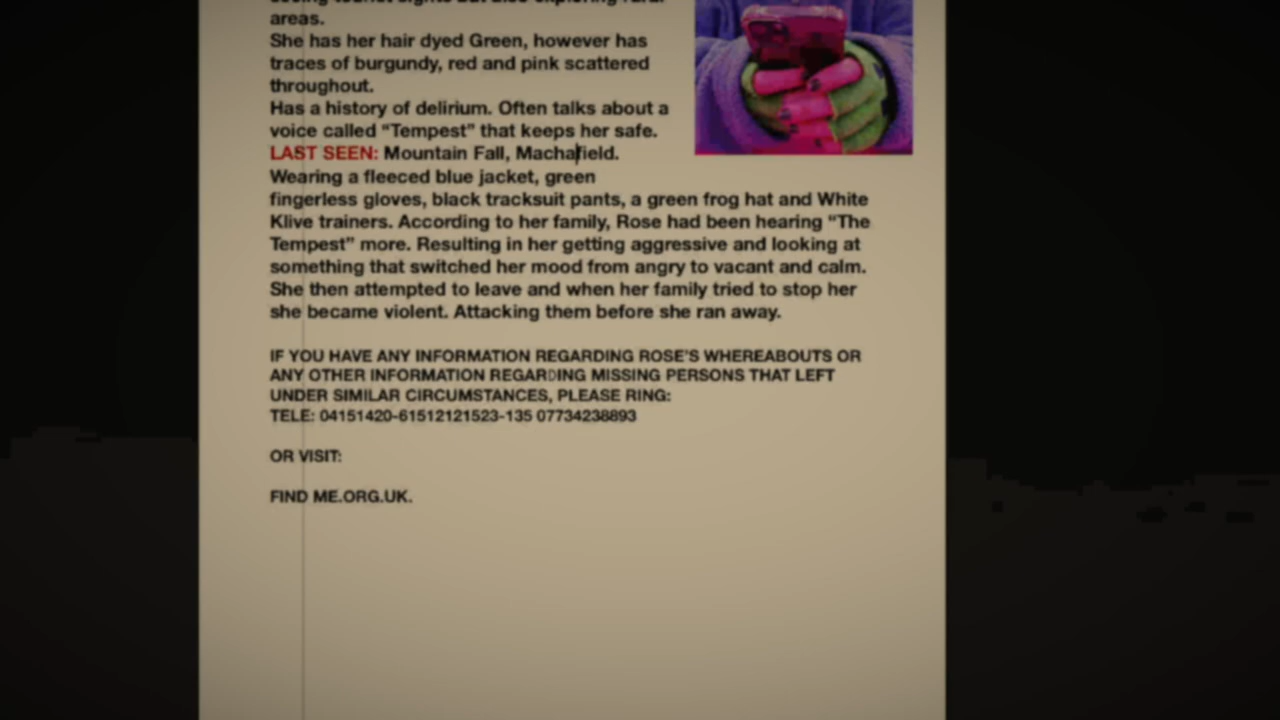 seeing tourist sights but also exploring rural
areas.
She has her hair dyed Green, however has
traces of burgundy, red and pink scattered
throughout.
Has a history of delirium. Often talks about a
voice called “Tempest” that keeps her safe.
LAST SEEN: Mountain Fall, Machafield.
Wearing a fleeced blue jacket, green
fingerless gloves, black tracksuit pants, a green frog hat and White
Klive trainers. According to her family, Rose had been hearing “The
Tempest” more. Resulting in her getting aggressive and looking at
something that switched her mood from angry to vacant and calm.
She then attempted to leave and when her family tried to stop her
she became violent. Attacking them before she ran away.
IF YOU HAVE ANY INFORMATION REGARDING ROSE'S WHEREABOUTS OR
ANY OTHER INFORMATION REGARDING MISSING PERSONS THAT LEFT
UNDER SIMILAR CIRCUMSTANCES, PLEASE RING:
TELE: 04151420-61512121523-135 07734238893
OR VISIT:
FIND ME.ORG.UK.